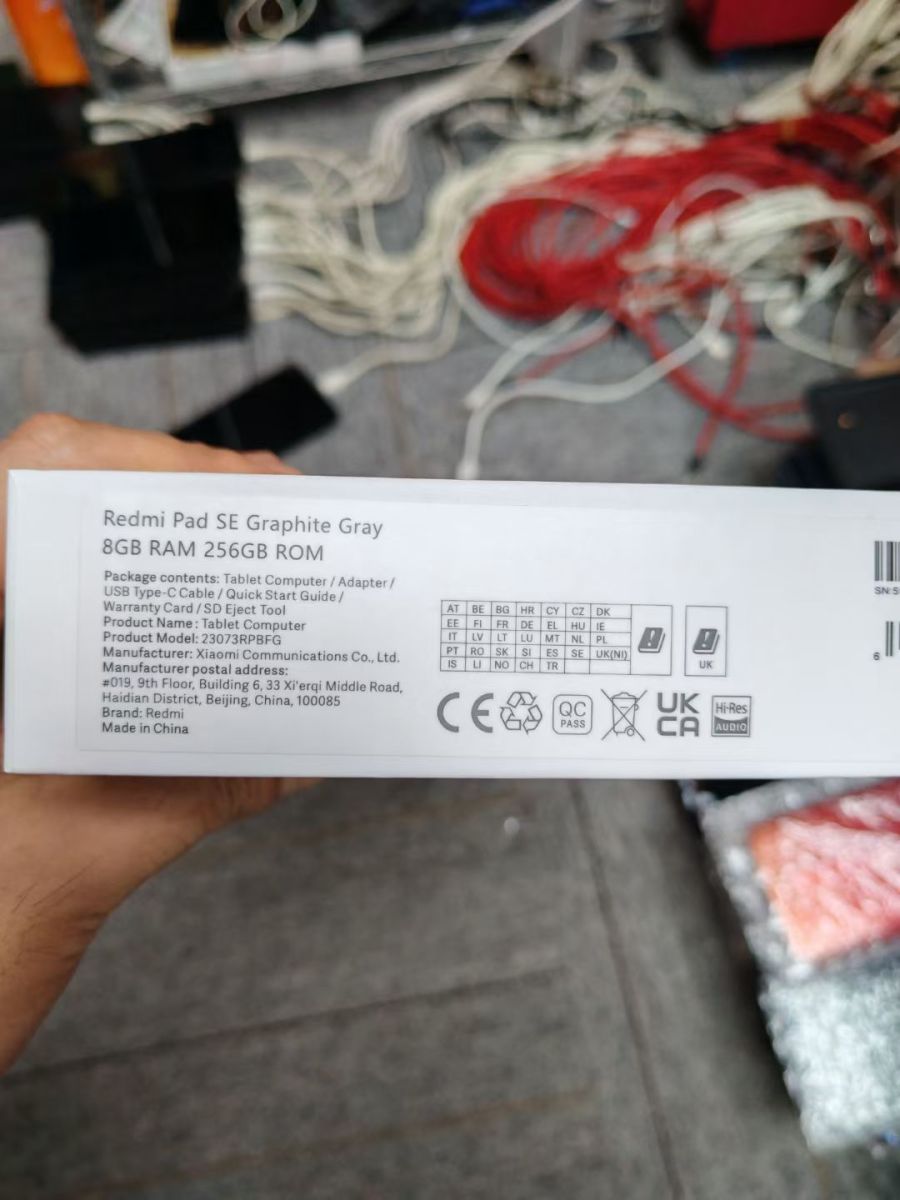 Redmi Pad SE Graphite Gray
8GB RAM 256GB ROM
Package contents: Tablet Computer / Adapter /
USB Type-C Cable / Quick Start Guide /
Warranty Card / SD Eject Tool
Product Name: Tablet Computer
Product Model: 23073RPBFG
Manufacturer: Xiaomi Communications Co., Ltd.
Manufacturer postal address:
#019, 9th Floor, Building 6, 33 Xi'erqi Middle Road,
Haidian District, Beijing, China, 100085
Brand: Redmi
Made in China
AT BE BG HR CY CZ DK
EE FI FR DE EL HU IE
IT LV LT LU MT NL PL
PT RO SK SI ES SE UK(NI)
IS LI NO CH TR
UK
CE
QC
PASS
UK
CA
Hi-Res
AUDIO
SN:5
6